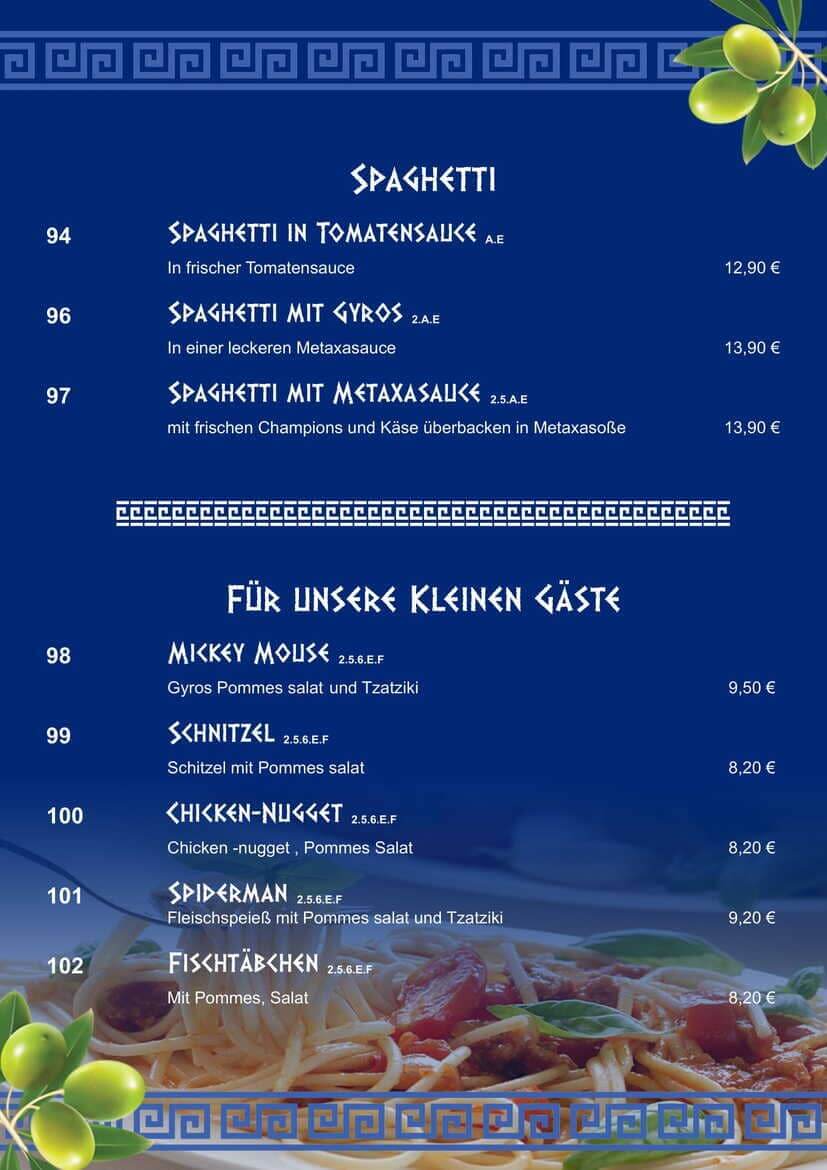 Spaghetti
94 Spaghetti in Tomatensauce A.E
In frischer Tomatensauce 12,90 €
96 Spaghetti mit Gyros 2.A.E
In einer leckeren Metaxasauce 13,90 €
97 Spaghetti mit Metaxasauce 2.5.A.E
mit frischen Champions und Käse überbacken in Metaxasoße 13,90 €
Für unsere Kleinen Gäste
98 Mickey Mouse 2.5.6.E.F
Gyros Pommes salat und Tzatziki 9,50 €
99 Schnitzel 2.5.6.E.F
Schitzel mit Pommes salat 8,20 €
100 Chicken-Nugget 2.5.6.E.F
Chicken -nugget , Pommes Salat 8,20 €
101 Spiderman 2.5.6.E.F
Fleischspeieß mit Pommes salat und Tzatziki 9,20 €
102 Fischtäbchen 2.5.6.E.F
Mit Pommes, Salat 8,20 €